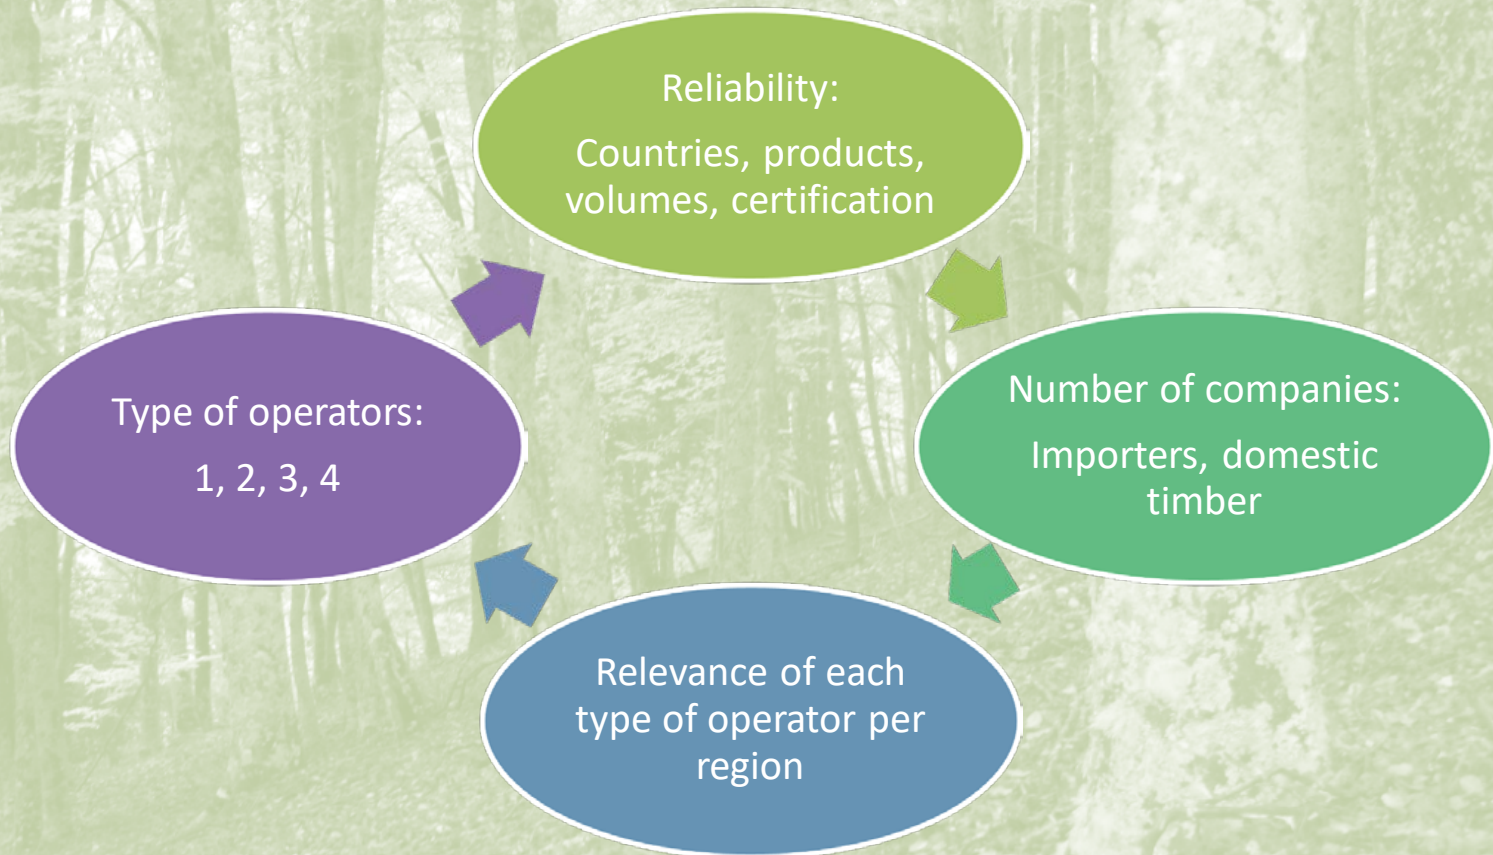 Reliability:
Countries, products,
volumes, certification
Type of operators:
1, 2, 3, 4
Number of companies:
Importers, domestic
timber
Relevance of each
type of operator per
region